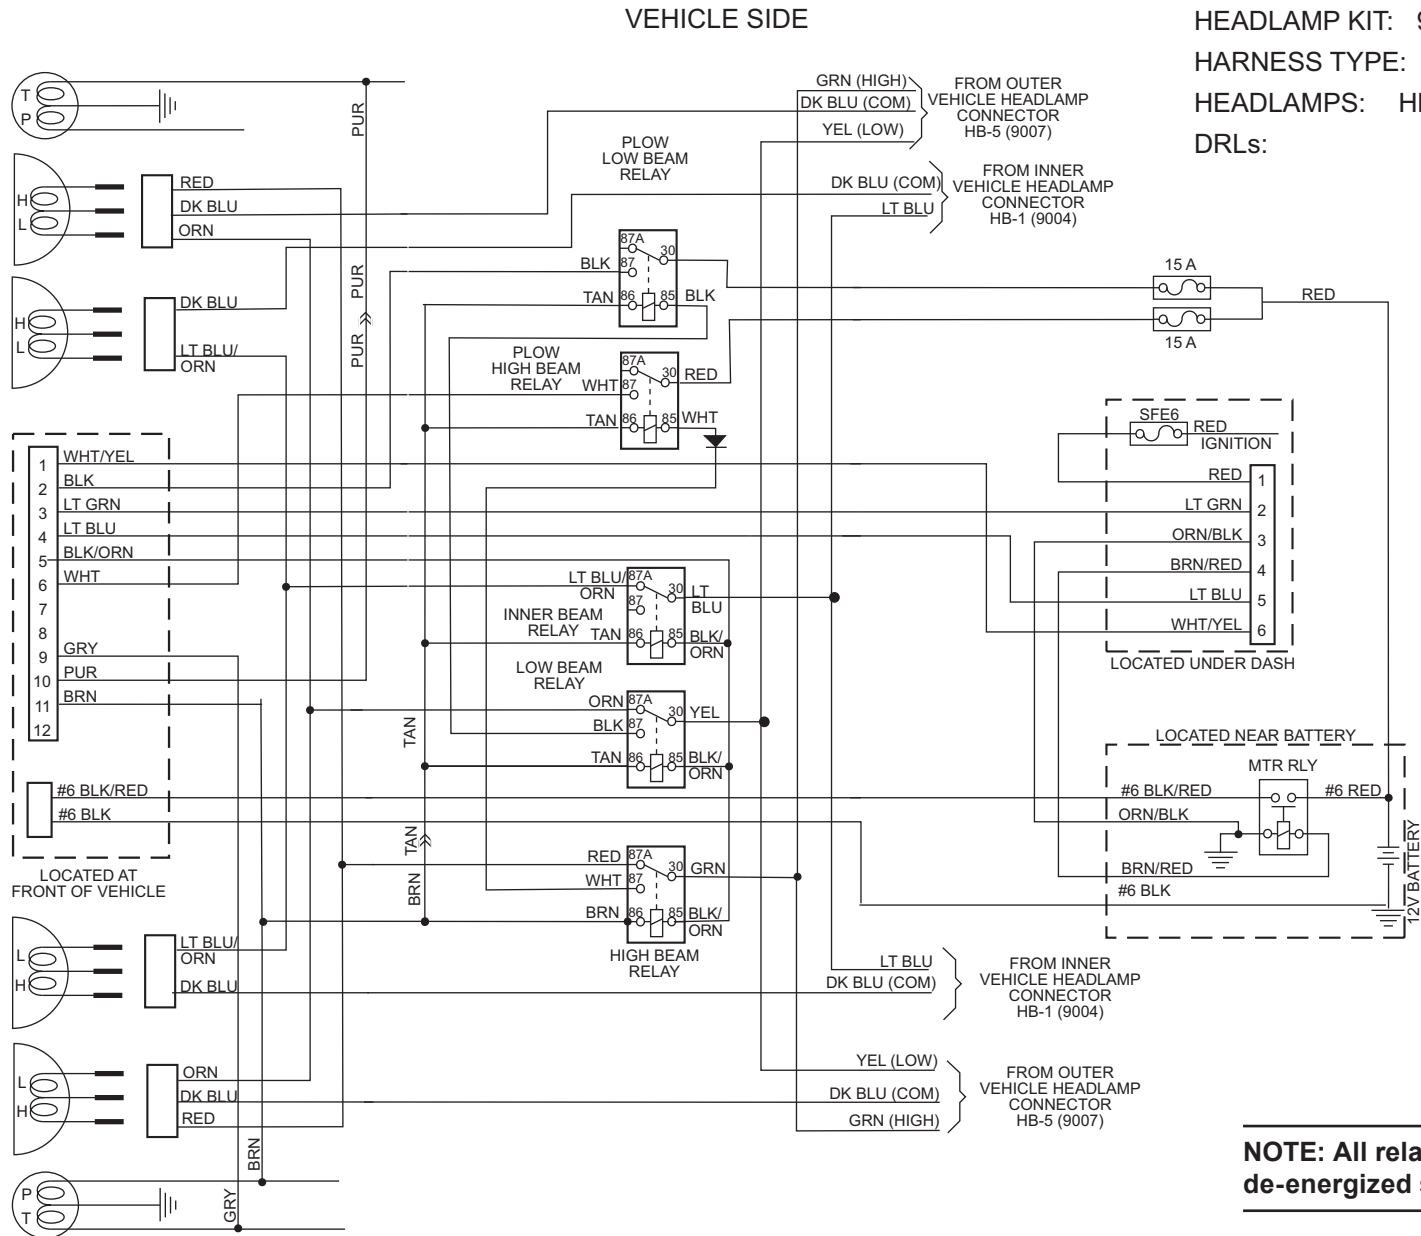 VEHICLE SIDE
HEADLAMP KIT: 9
HARNESS TYPE:
HEADLAMPS: H
DRLs:
T
P
PUR
GRN (HIGH)
DK BLU (COM)
YEL (LOW)
FROM OUTER
VEHICLE HEADLAMP
CONNECTOR
HB-5 (9007)
PLOW
LOW BEAM
RELAY
H
L
RED
DK BLU
ORN
DK BLU (COM)
LT BLU
FROM INNER
VEHICLE HEADLAMP
CONNECTOR
HB-1 (9004)
87A
30
BLK
87
TAN
86
85
BLK
PUR
15 A
RED
15 A
H
L
DK BLU
LT BLU/
ORN
PUR
PLOW
HIGH BEAM
RELAY
87A
30
RED
WHT
87
TAN
86
85
WHT
SFE6
RED
IGNITION
1
WHT/YEL
2
BLK
3
LT GRN
4
LT BLU
5
BLK/ORN
6
WHT
7
8
9
GRY
10
PUR
11
BRN
12
RED
1
LT GRN
2
ORN/BLK
3
BRN/RED
4
LT BLU
5
WHT/YEL
6
LOCATED UNDER DASH
LT BLU/
ORN
87A
30
LT
BLU
87
INNER BEAM
RELAY
TAN
86
85
BLK/
ORN
LOW BEAM
RELAY
ORN
87A
30
YEL
BLK
87
TAN
86
85
BLK/
ORN
TAN
LOCATED NEAR BATTERY
MTR RLY
#6 BLK/RED
#6 RED
ORN/BLK
BRN/RED
#6 BLK
12V BATTERY
#6 BLK/RED
#6 BLK
LOCATED AT
FRONT OF VEHICLE
TAN
BRN
RED
87A
30
GRN
WHT
87
BRN
86
85
BLK/
ORN
HIGH BEAM
RELAY
L
H
LT BLU/
ORN
DK BLU
LT BLU
DK BLU (COM)
FROM INNER
VEHICLE HEADLAMP
CONNECTOR
HB-1 (9004)
L
H
ORN
DK BLU
RED
YEL (LOW)
DK BLU (COM)
GRN (HIGH)
FROM OUTER
VEHICLE HEADLAMP
CONNECTOR
HB-5 (9007)
BRN
GRY
P
T
NOTE: All rela
de-energized